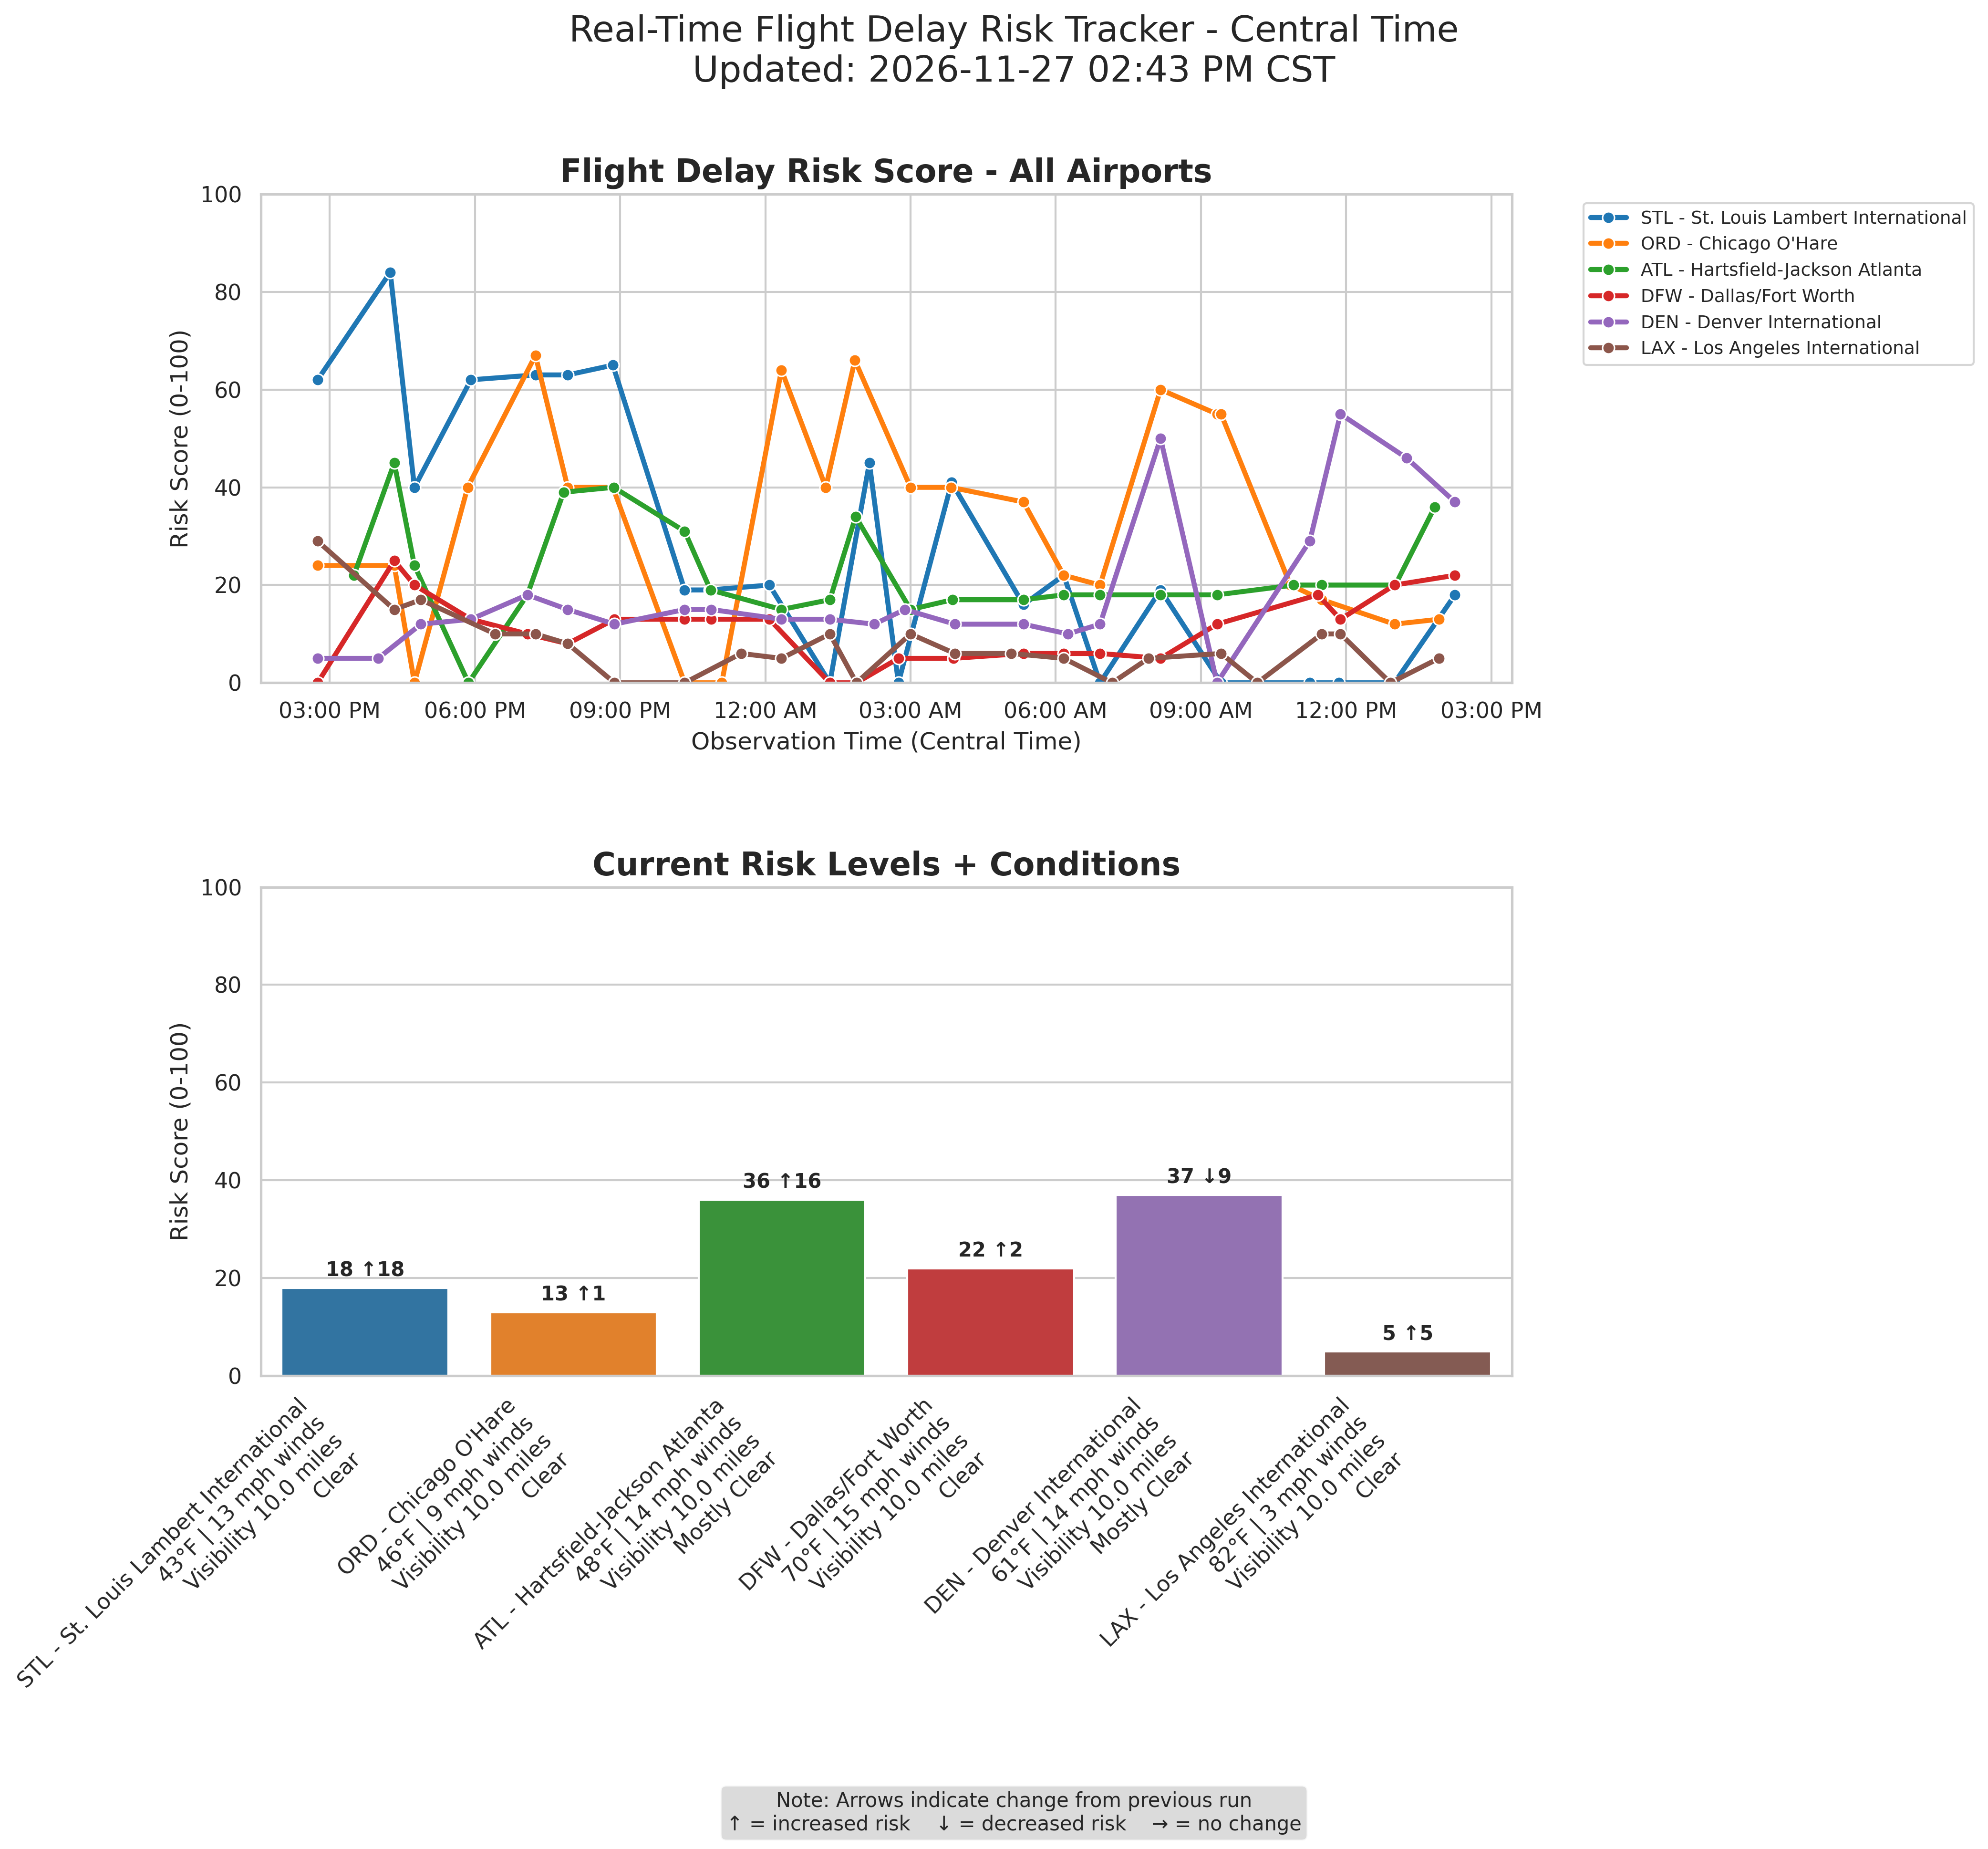 Real-Time Flight Delay Risk Tracker - Central Time
Updated: 2026-11-27 02:43 PM CST
Flight Delay Risk Score - All Airports
Risk Score (0-100)
100
80
60
40
20
0
03:00 PM
06:00 PM
09:00 PM
12:00 AM
03:00 AM
06:00 AM
09:00 AM
12:00 PM
03:00 PM
Observation Time (Central Time)
STL - St. Louis Lambert International
ORD - Chicago O'Hare
ATL - Hartsfield-Jackson Atlanta
DFW - Dallas/Fort Worth
DEN - Denver International
LAX - Los Angeles International
Current Risk Levels + Conditions
Risk Score (0-100)
100
80
60
40
20
0
18 ↑18
13 ↑1
36 ↑16
22 ↑2
37 ↓9
5 ↑5
STL - St. Louis Lambert International
43°F | 13 mph winds
Visibility 10.0 miles
Clear
ORD - Chicago O'Hare
46°F | 9 mph winds
Visibility 10.0 miles
Clear
ATL - Hartsfield-Jackson Atlanta
48°F | 14 mph winds
Visibility 10.0 miles
Mostly Clear
DFW - Dallas/Fort Worth
70°F | 15 mph winds
Visibility 10.0 miles
Clear
DEN - Denver International
61°F | 14 mph winds
Visibility 10.0 miles
Mostly Clear
LAX - Los Angeles International
82°F | 3 mph winds
Visibility 10.0 miles
Clear
Note: Arrows indicate change from previous run
↑ = increased risk ↓ = decreased risk → = no change